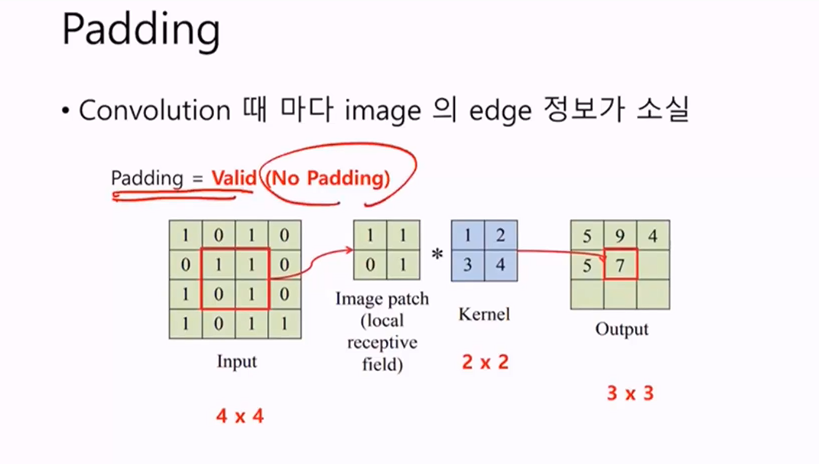 Padding
• Convolution 때 마다 image 의 edge 정보가 소실
Padding = Valid (No Padding)
1 0 1 0
0 1 1 0
1 0 1 0
1 0 1 1
Input
4 x 4
1 1
0 1
Image patch
(local
receptive
field)
*
1 2
3 4
Kernel
2 x 2
5 9 4
5 7
Output
3 x 3